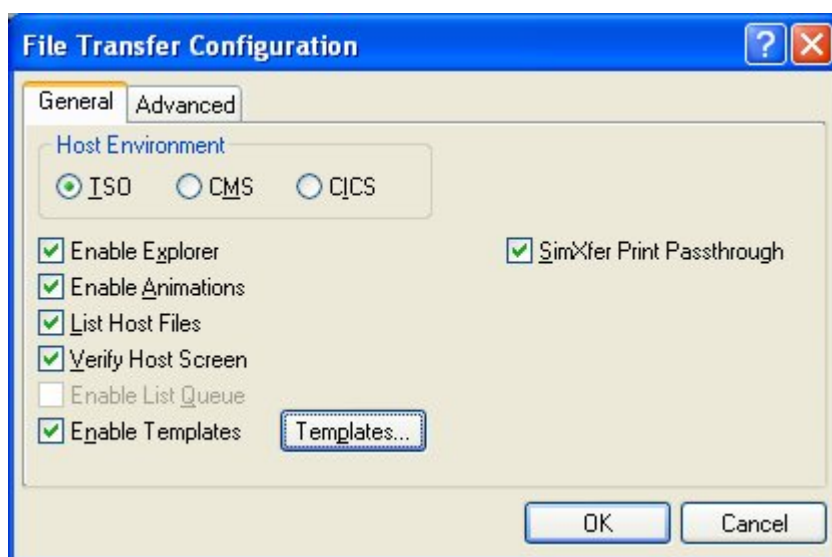 File Transfer Configuration
General Advanced
Host Environment
TSO CMS CICS
Enable Explorer SimXfer Print Passthrough
Enable Animations
List Host Files
Verify Host Screen
Enable List Queue
Enable Templates Templates...
OK Cancel